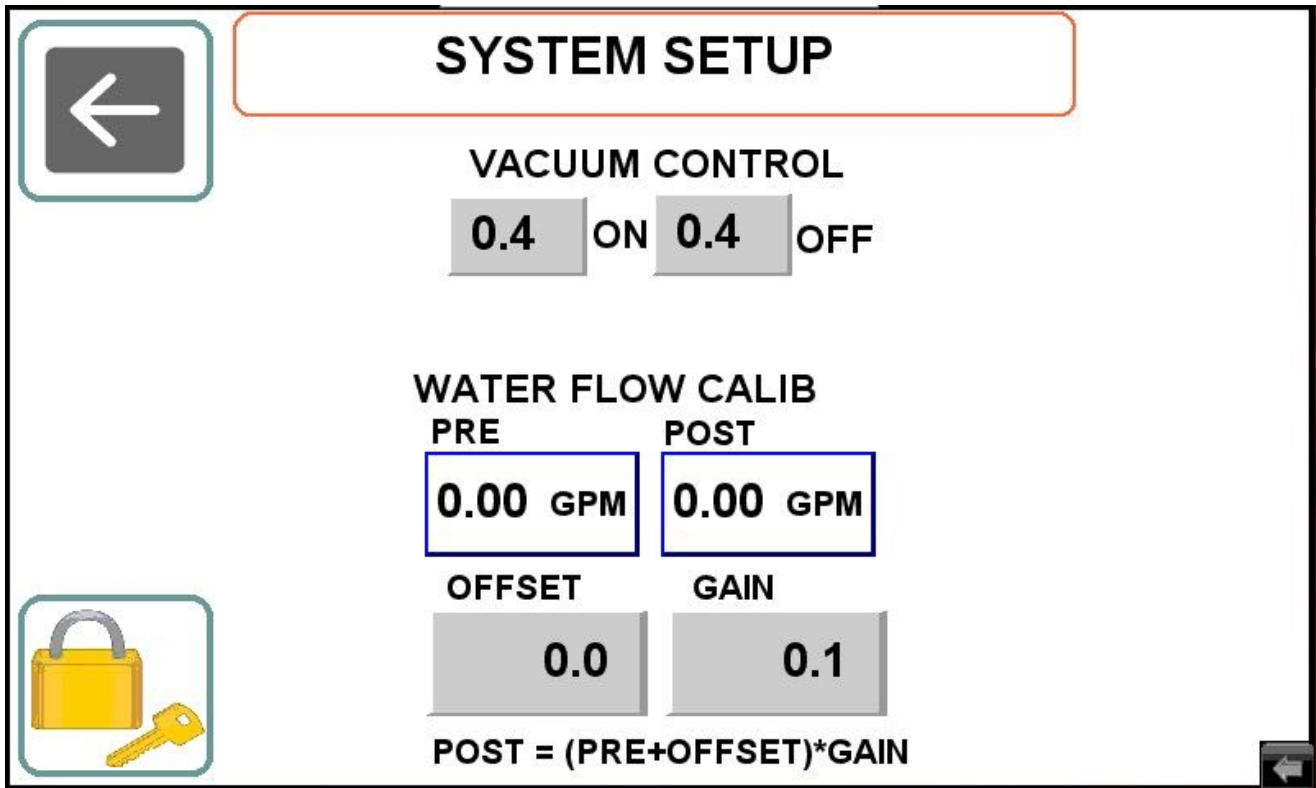 SYSTEM SETUP
VACUUM CONTROL
0.4 ON 0.4 OFF
WATER FLOW CALIB
PRE POST
0.00 GPM 0.00 GPM
OFFSET GAIN
0.0 0.1
POST = (PRE+OFFSET)*GAIN